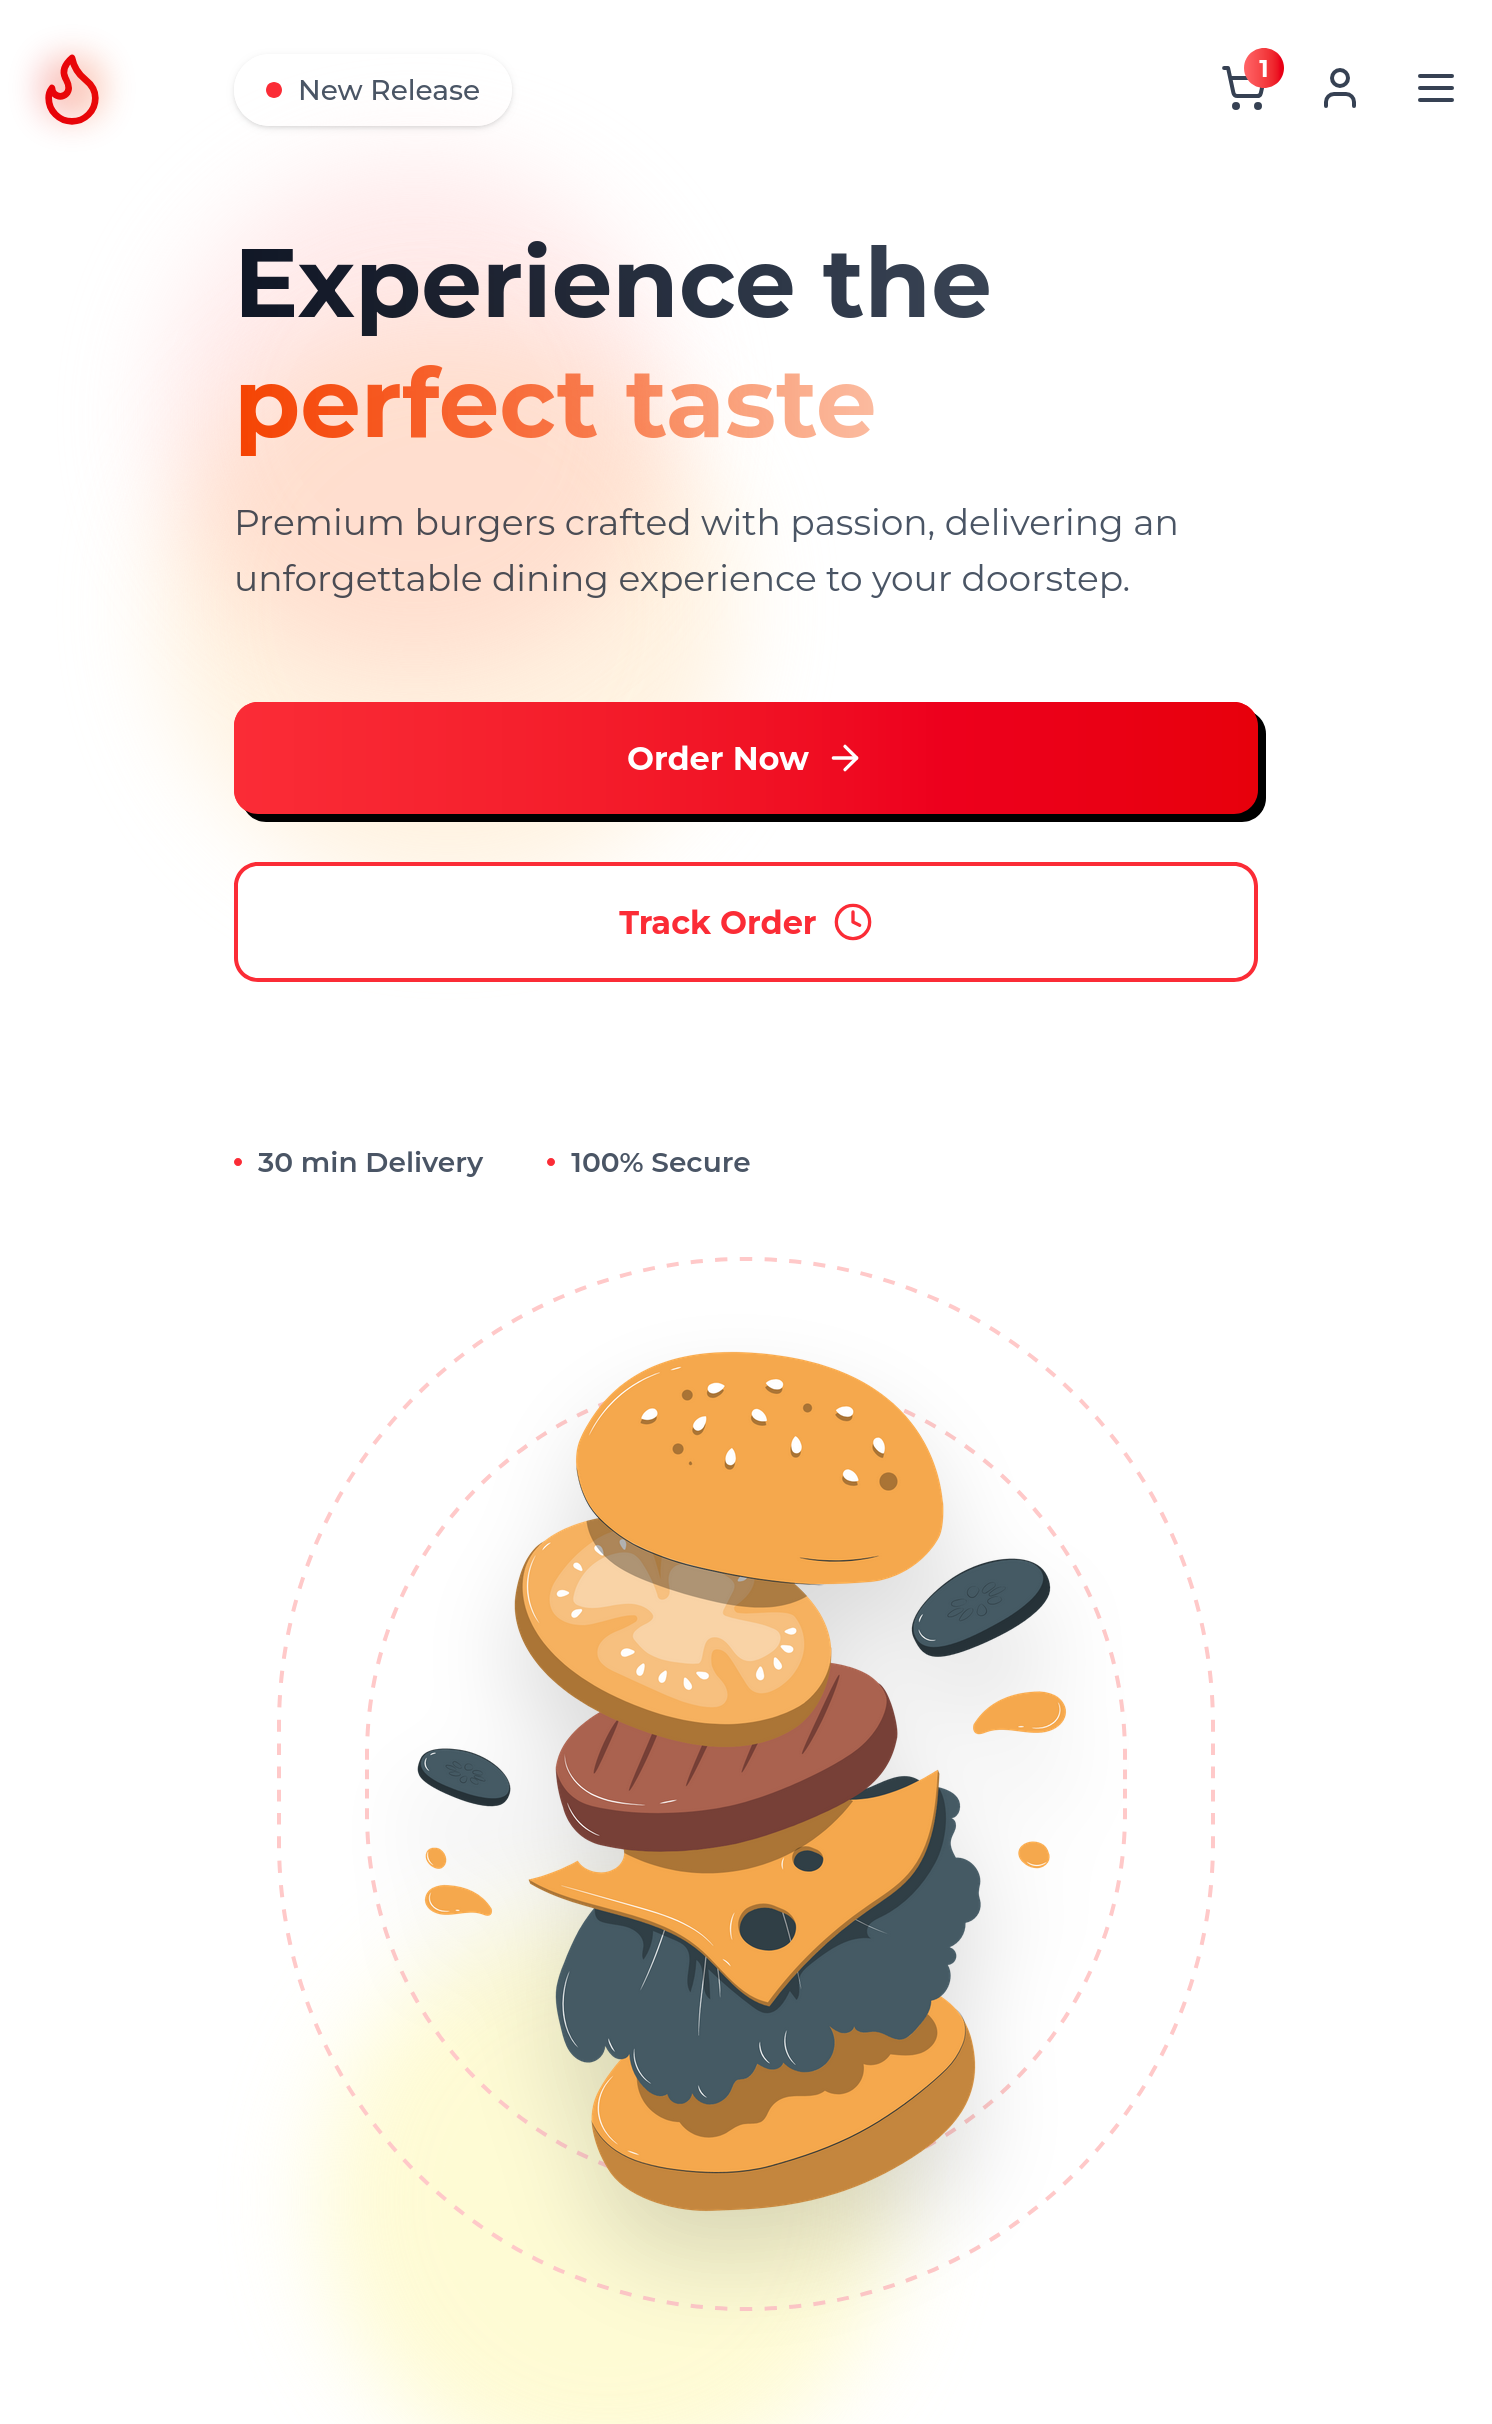 New Release
1
Experience the
perfect taste
Premium burgers crafted with passion, delivering an
unforgettable dining experience to your doorstep.
Order Now
Track Order
30 min Delivery
100% Secure